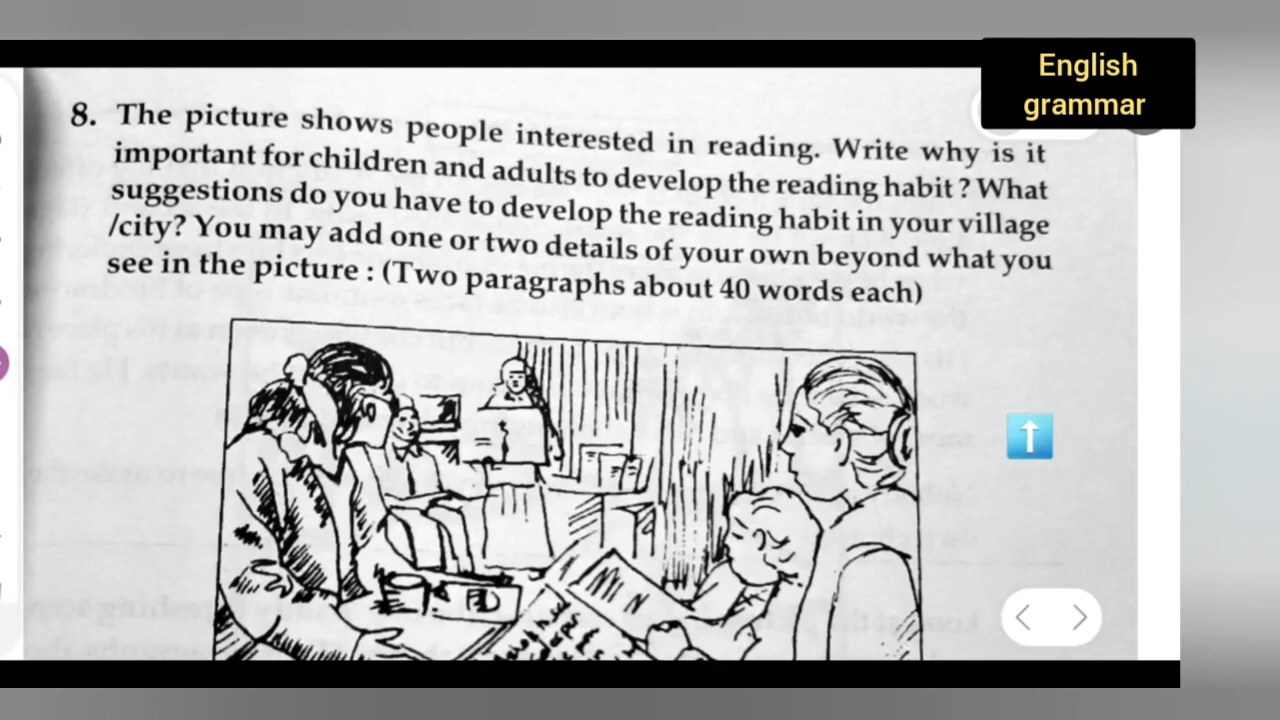 English
grammar
8. The picture shows people interested in reading. Write why is it
important for children and adults to develop the reading habit ? What
suggestions do you have to develop the reading habit in your village
/city? You may add one or two details of your own beyond what you
see in the picture : (Two paragraphs about 40 words each)